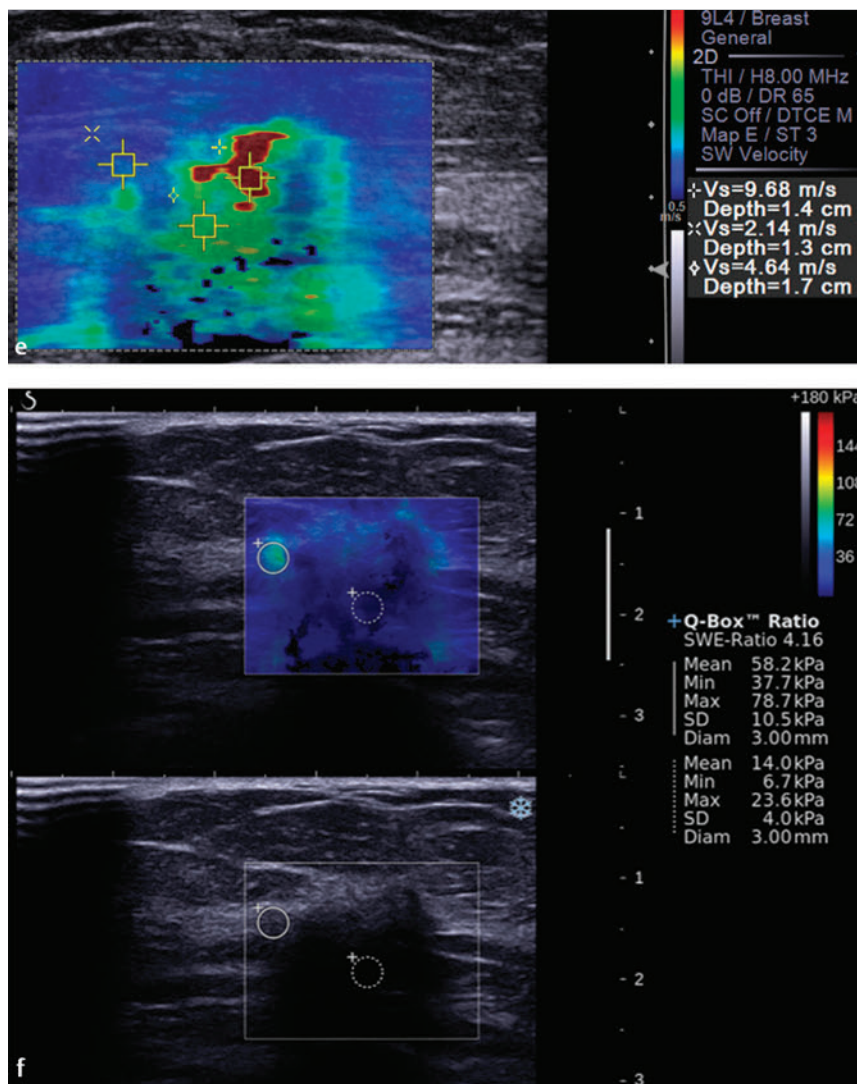 9L4 / Breast
General
2D
THI / H8.00 MHz
0 dB / DR 65
SC Off / DTCE M
Map E / ST 3
SW Velocity
Vs=9.68 m/s
Depth=1.4 cm
Vs=2.14 m/s
Depth=1.3 cm
Vs=4.64 m/s
Depth=1.7 cm
0.5
m/s
e
+180 kPa
144
108
72
36
1
2
3
+ Q-Box™ Ratio
SWE-Ratio 4.16
Mean 58.2 kPa
Min 37.7 kPa
Max 78.7 kPa
SD 10.5 kPa
Diam 3.00 mm
Mean 14.0 kPa
Min 6.7 kPa
Max 23.6 kPa
SD 4.0 kPa
Diam 3.00 mm
1
2
3
f